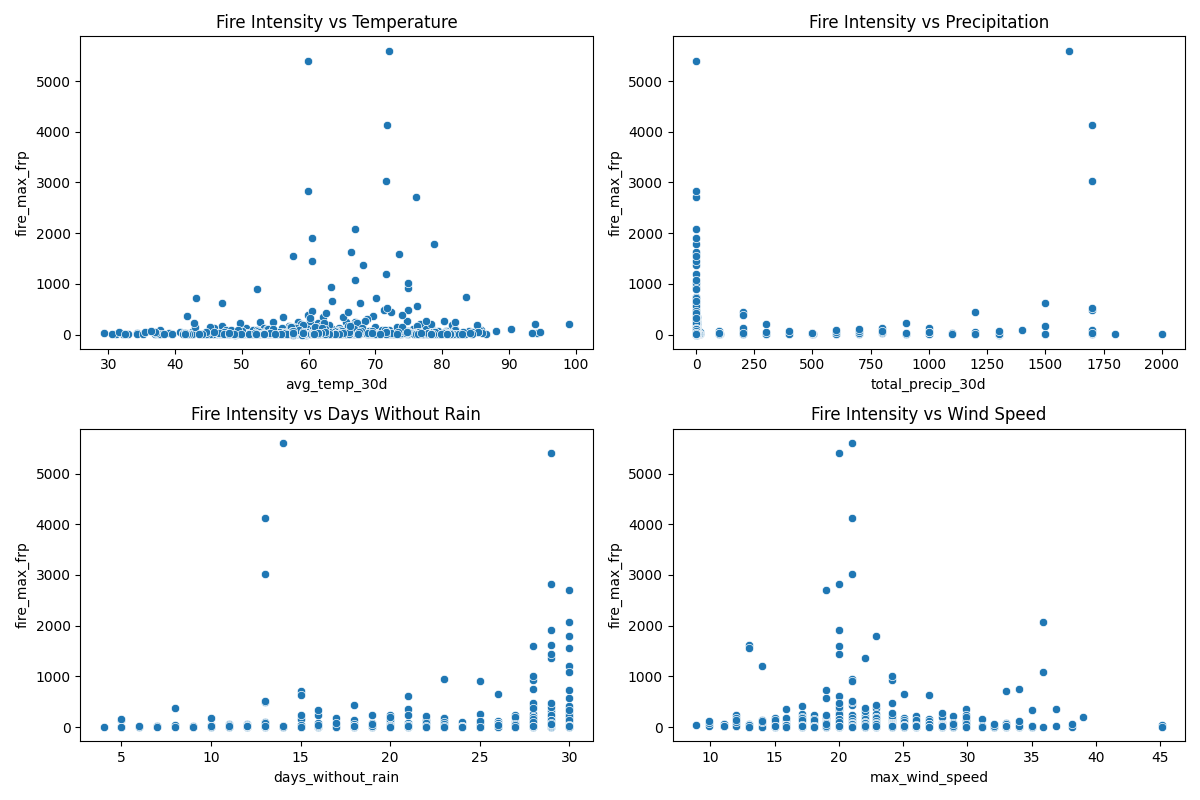 Fire Intensity vs Temperature
fire_max_frp
5000
4000
3000
2000
1000
0
30 40 50 60 70 80 90 100
avg_temp_30d
Fire Intensity vs Precipitation
fire_max_frp
5000
4000
3000
2000
1000
0
0 250 500 750 1000 1250 1500 1750 2000
total_precip_30d
Fire Intensity vs Days Without Rain
fire_max_frp
5000
4000
3000
2000
1000
0
5 10 15 20 25 30
days_without_rain
Fire Intensity vs Wind Speed
fire_max_frp
5000
4000
3000
2000
1000
0
10 15 20 25 30 35 40 45
max_wind_speed